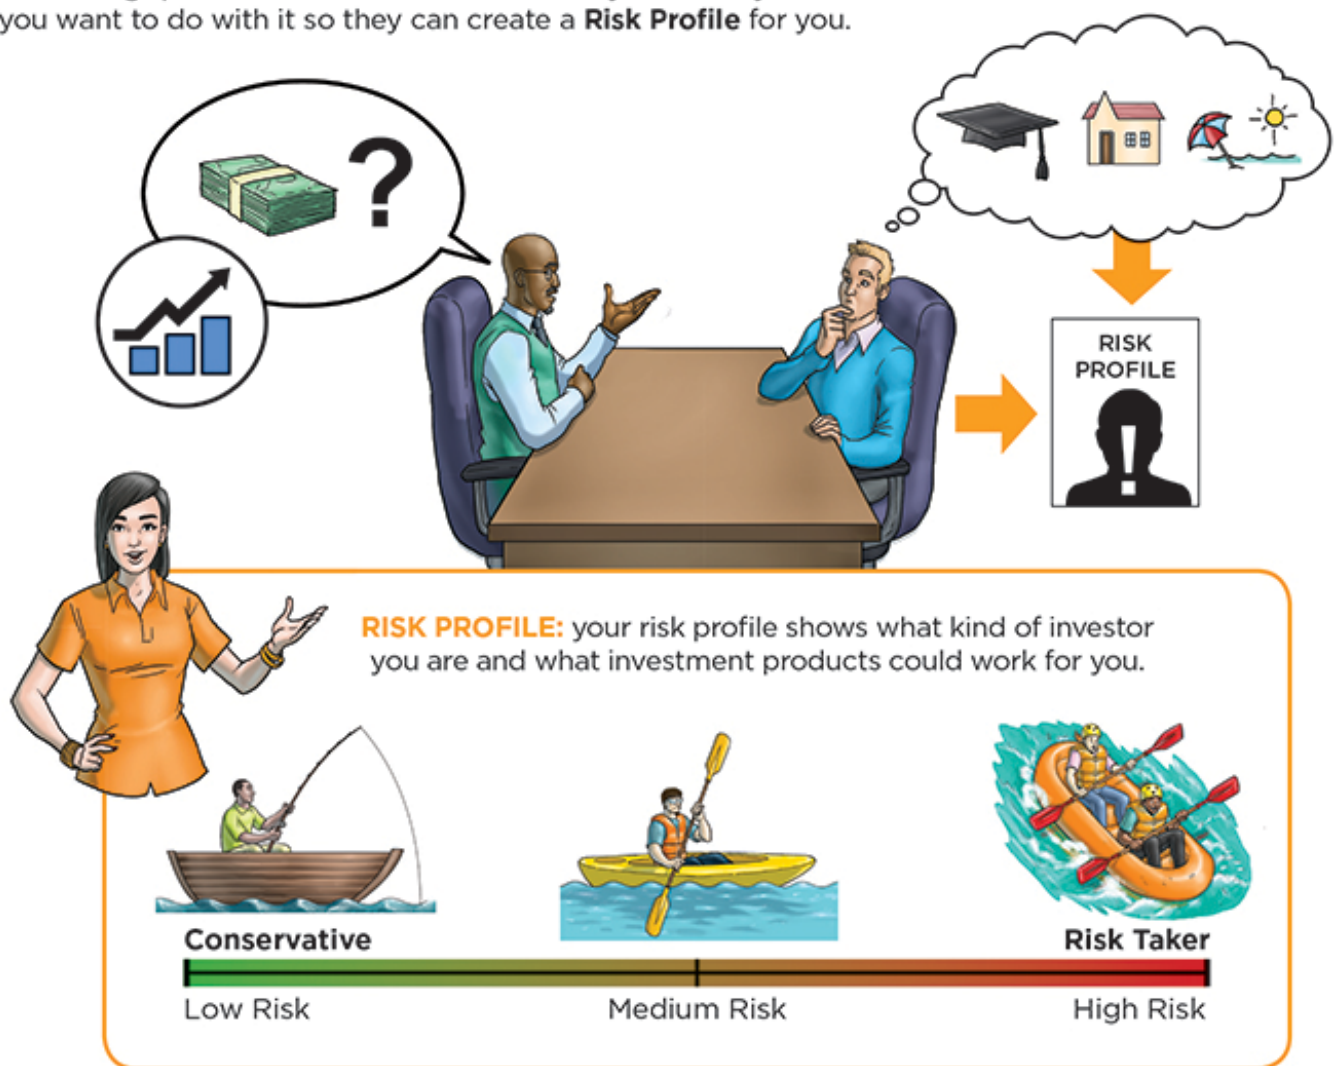 you want to do with it so they can create a Risk Profile for you.
?
RISK
PROFILE
!
RISK PROFILE: your risk profile shows what kind of investor
you are and what investment products could work for you.
Conservative
Risk Taker
Low Risk
Medium Risk
High Risk